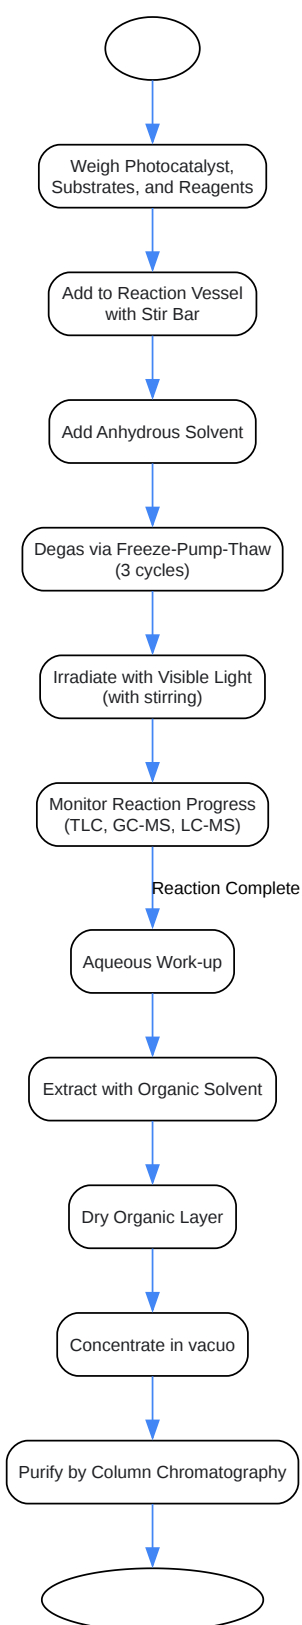 Weigh Photocatalyst,
Substrates, and Reagents
Add to Reaction Vessel
with Stir Bar
Add Anhydrous Solvent
Degas via Freeze-Pump-Thaw
(3 cycles)
Irradiate with Visible Light
(with stirring)
Monitor Reaction Progress
(TLC, GC-MS, LC-MS)
Reaction Complete
Aqueous Work-up
Extract with Organic Solvent
Dry Organic Layer
Concentrate in vacuo
Purify by Column Chromatography